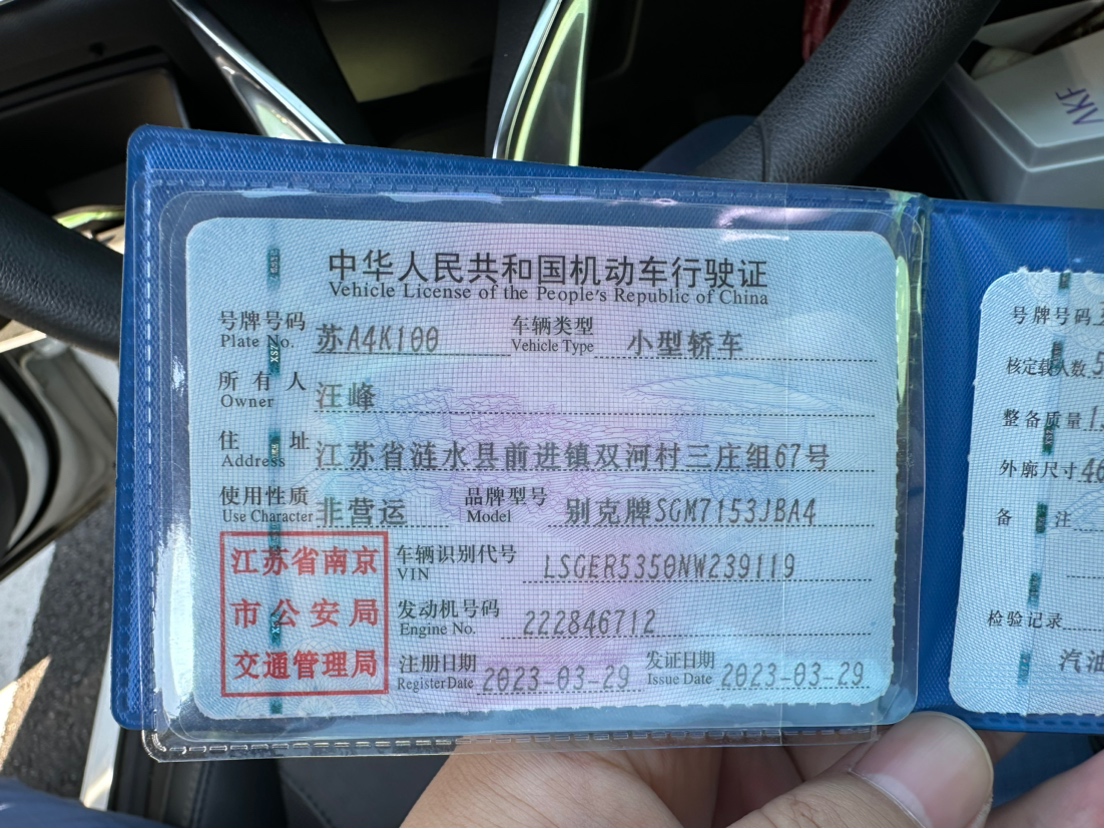 中华人民共和国机动车行驶证
Vehicle License of the People's Republic of China
号牌号码 苏A4K100 车辆类型 小型轿车
Plate No. Vehicle Type
所有人 汪峰
Owner
住址 江苏省涟水县前进镇双河村三庄组67号
Address
使用性质 非营运 品牌型号 别克牌SGM7153JBA4
Use Character Model
江苏省南京
市公安局
交通管理局
车辆识别代号 LSGER5350NW239119
VIN
发动机号码 222846712
Engine No.
注册日期 2023-03-29 发证日期 2023-03-29
Register Date Issue Date
号牌号码
核定载人数 5
整备质量
外廓尺寸 46
备注
检验记录
汽油
AKF